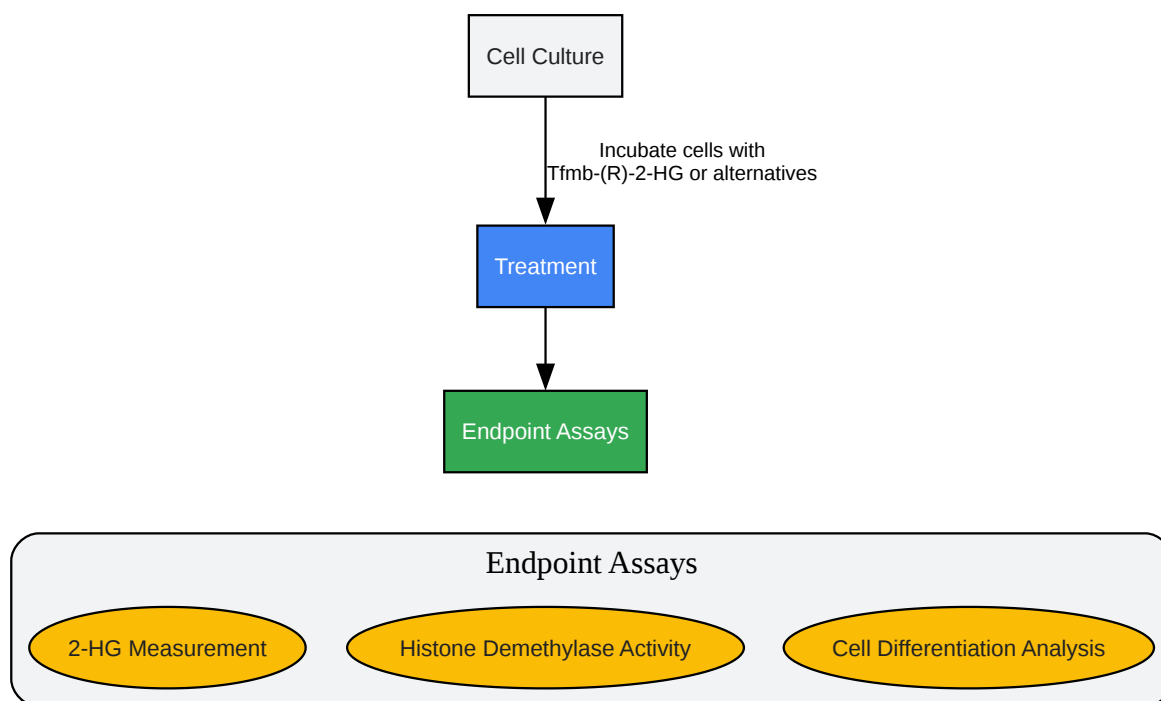 Cell Culture
Incubate cells with
Tfmb-(R)-2-HG or alternatives
Treatment
Endpoint Assays
Endpoint Assays
2-HG Measurement
Histone Demethylase Activity
Cell Differentiation Analysis